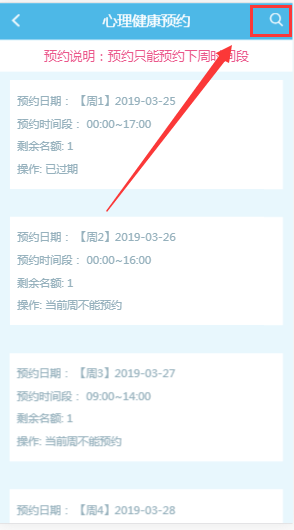 心理健康预约
预约说明：预约只能预约下周时间段
预约日期： 【周1】2019-03-25
预约时间段： 00:00~17:00
剩余名额: 1
操作: 已过期
预约日期： 【周2】2019-03-26
预约时间段： 00:00~16:00
剩余名额: 1
操作: 当前周不能预约
预约日期： 【周3】2019-03-27
预约时间段： 09:00~14:00
剩余名额: 1
操作: 当前周不能预约
预约日期： 【周4】2019-03-28